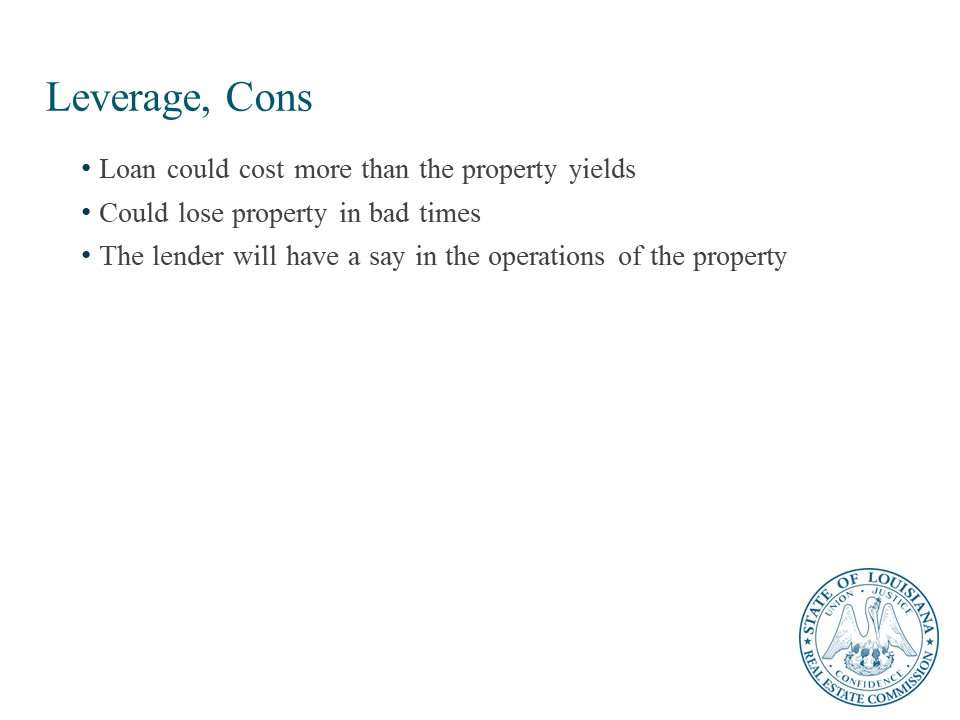 Leverage, Cons
• Loan could cost more than the property yields
• Could lose property in bad times
• The lender will have a say in the operations of the property
STATE OF LOUISIANA
UNION · JUSTICE
· CONFIDENCE ·
REAL ESTATE COMMISSION